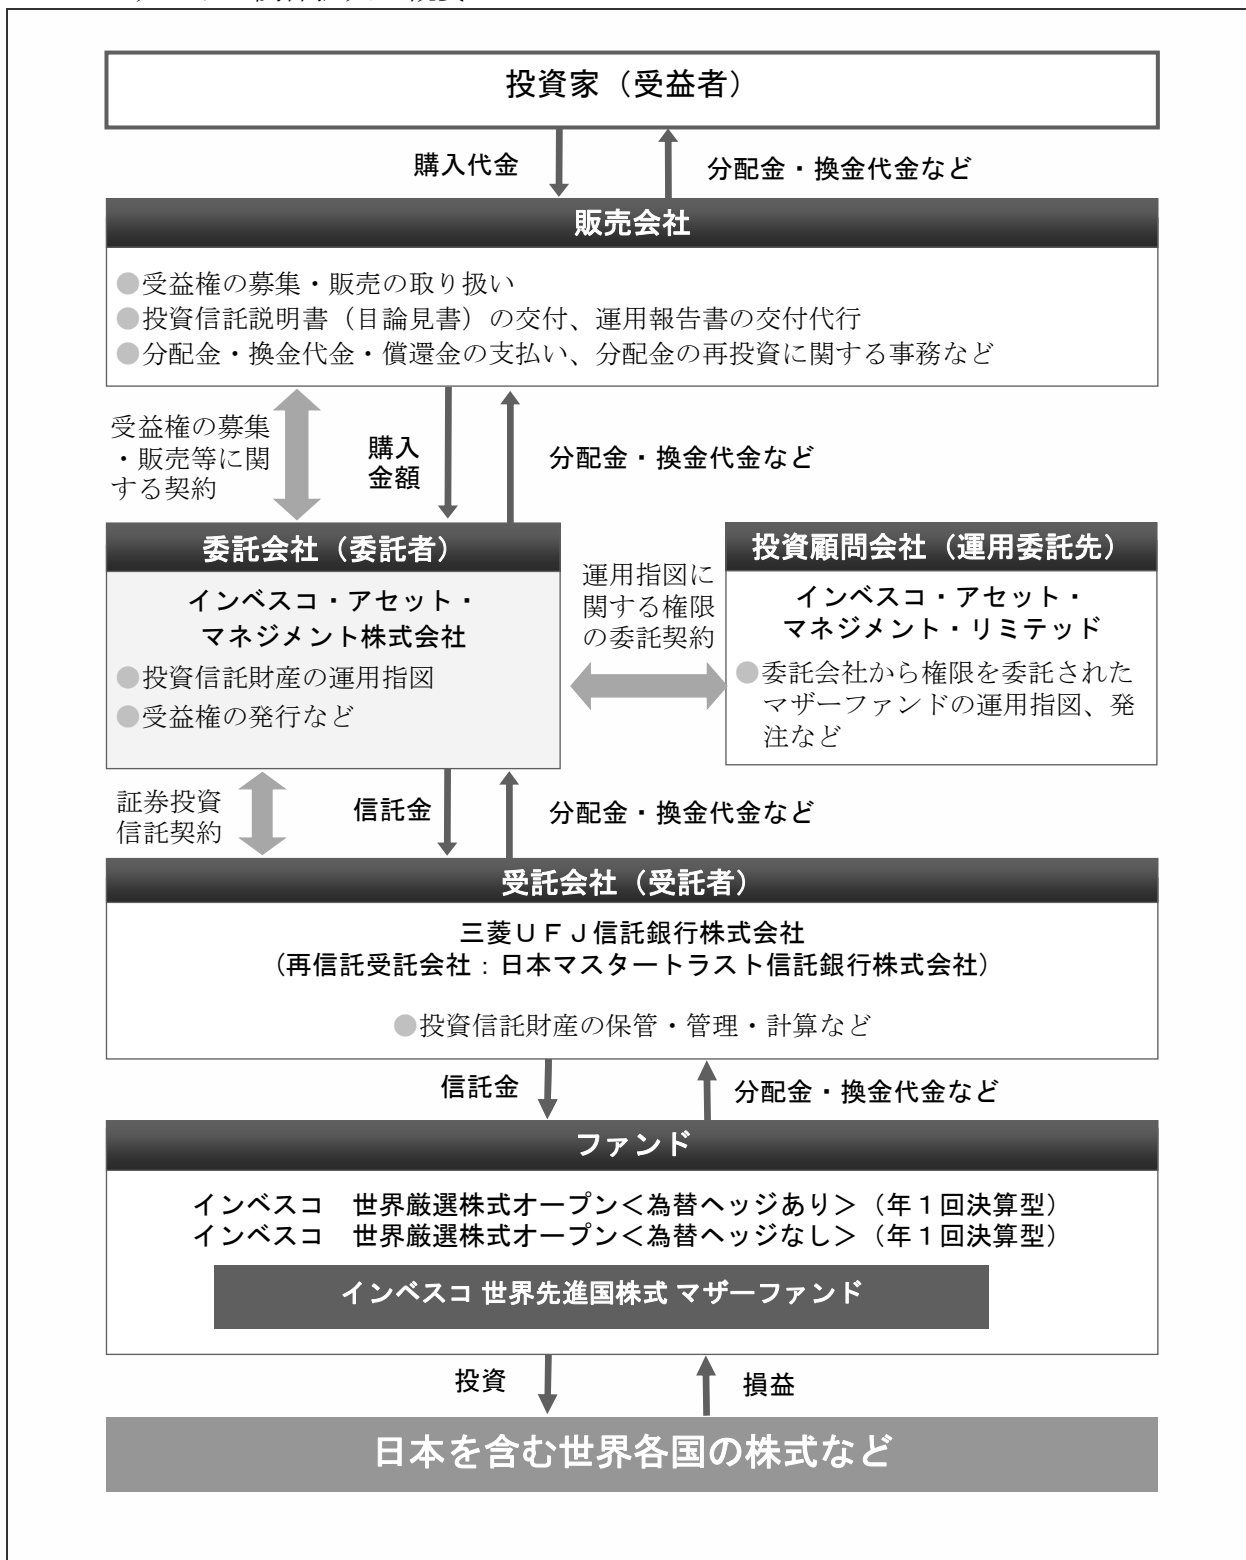 投資家（受益者）
購入代金
分配金・換金代金など
販売会社
●受益権の募集・販売の取り扱い
●投資信託説明書（目論見書）の交付、運用報告書の交付代行
●分配金・換金代金・償還金の支払い、分配金の再投資に関する事務など
受益権の募集
・販売等に関
する契約
購入
金額
分配金・換金代金など
委託会社（委託者）
インベスコ・アセット・
マネジメント株式会社
●投資信託財産の運用指図
●受益権の発行など
運用指図に
関する権限
の委託契約
投資顧問会社（運用委託先）
インベスコ・アセット・
マネジメント・リミテッド
●委託会社から権限を委託された
マザーファンドの運用指図、発
注など
証券投資
信託契約
信託金
分配金・換金代金など
受託会社（受託者）
三菱ＵＦＪ信託銀行株式会社
（再信託受託会社：日本マスタートラスト信託銀行株式会社）
●投資信託財産の保管・管理・計算など
信託金
分配金・換金代金など
ファンド
インベスコ　世界厳選株式オープン＜為替ヘッジあり＞（年１回決算型）
インベスコ　世界厳選株式オープン＜為替ヘッジなし＞（年１回決算型）
インベスコ 世界先進国株式 マザーファンド
投資
損益
日本を含む世界各国の株式など